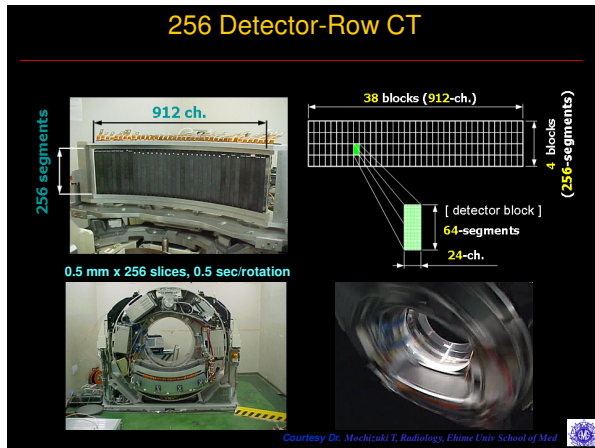 256 Detector-Row CT
912 ch.
256 segments
38 blocks (912-ch.)
4 blocks
(256-segments)
[ detector block ]
64-segments
24-ch.
0.5 mm x 256 slices, 0.5 sec/rotation
Courtesy Dr. Mochizuki T, Radiology, Ehime Univ School of Med